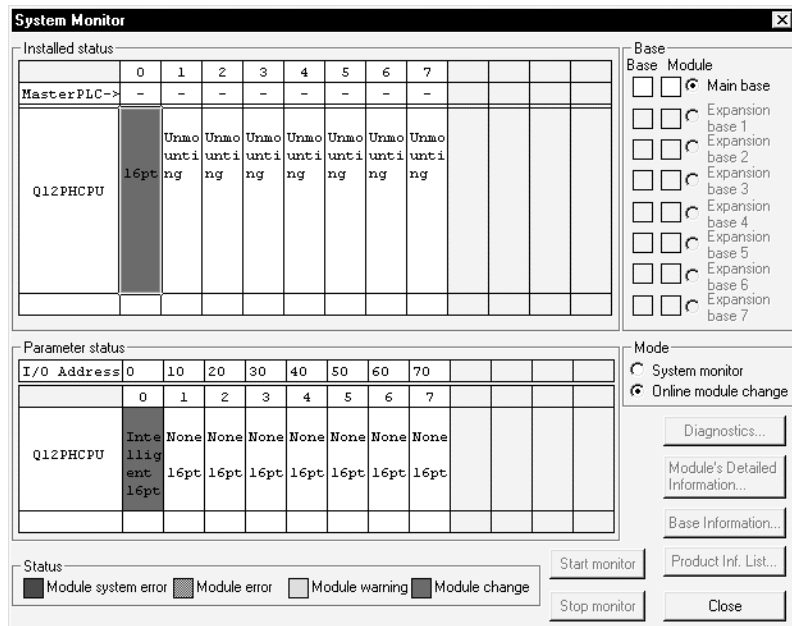 System Monitor
Installed status
0 1 2 3 4 5 6 7
MasterPLC-> - - - - - - - -
Q12PHCPU
16pt
Unmo Unmo Unmo Unmo Unmo Unmo Unmo
unti unti unti unti unti unti unti
ng ng ng ng ng ng ng
Base
Base Module
Main base
Expansion
base 1
Expansion
base 2
Expansion
base 3
Expansion
base 4
Expansion
base 5
Expansion
base 6
Expansion
base 7
Parameter status
I/O Address 0 10 20 30 40 50 60 70
0 1 2 3 4 5 6 7
Q12PHCPU
Inte None None None None None None None
llig
ent 16pt 16pt 16pt 16pt 16pt 16pt 16pt
16pt
Mode
System monitor
Online module change
Diagnostics...
Module's Detailed
Information...
Base Information...
Product Inf. List...
Close
Status
Module system error Module error Module warning Module change
Start monitor
Stop monitor